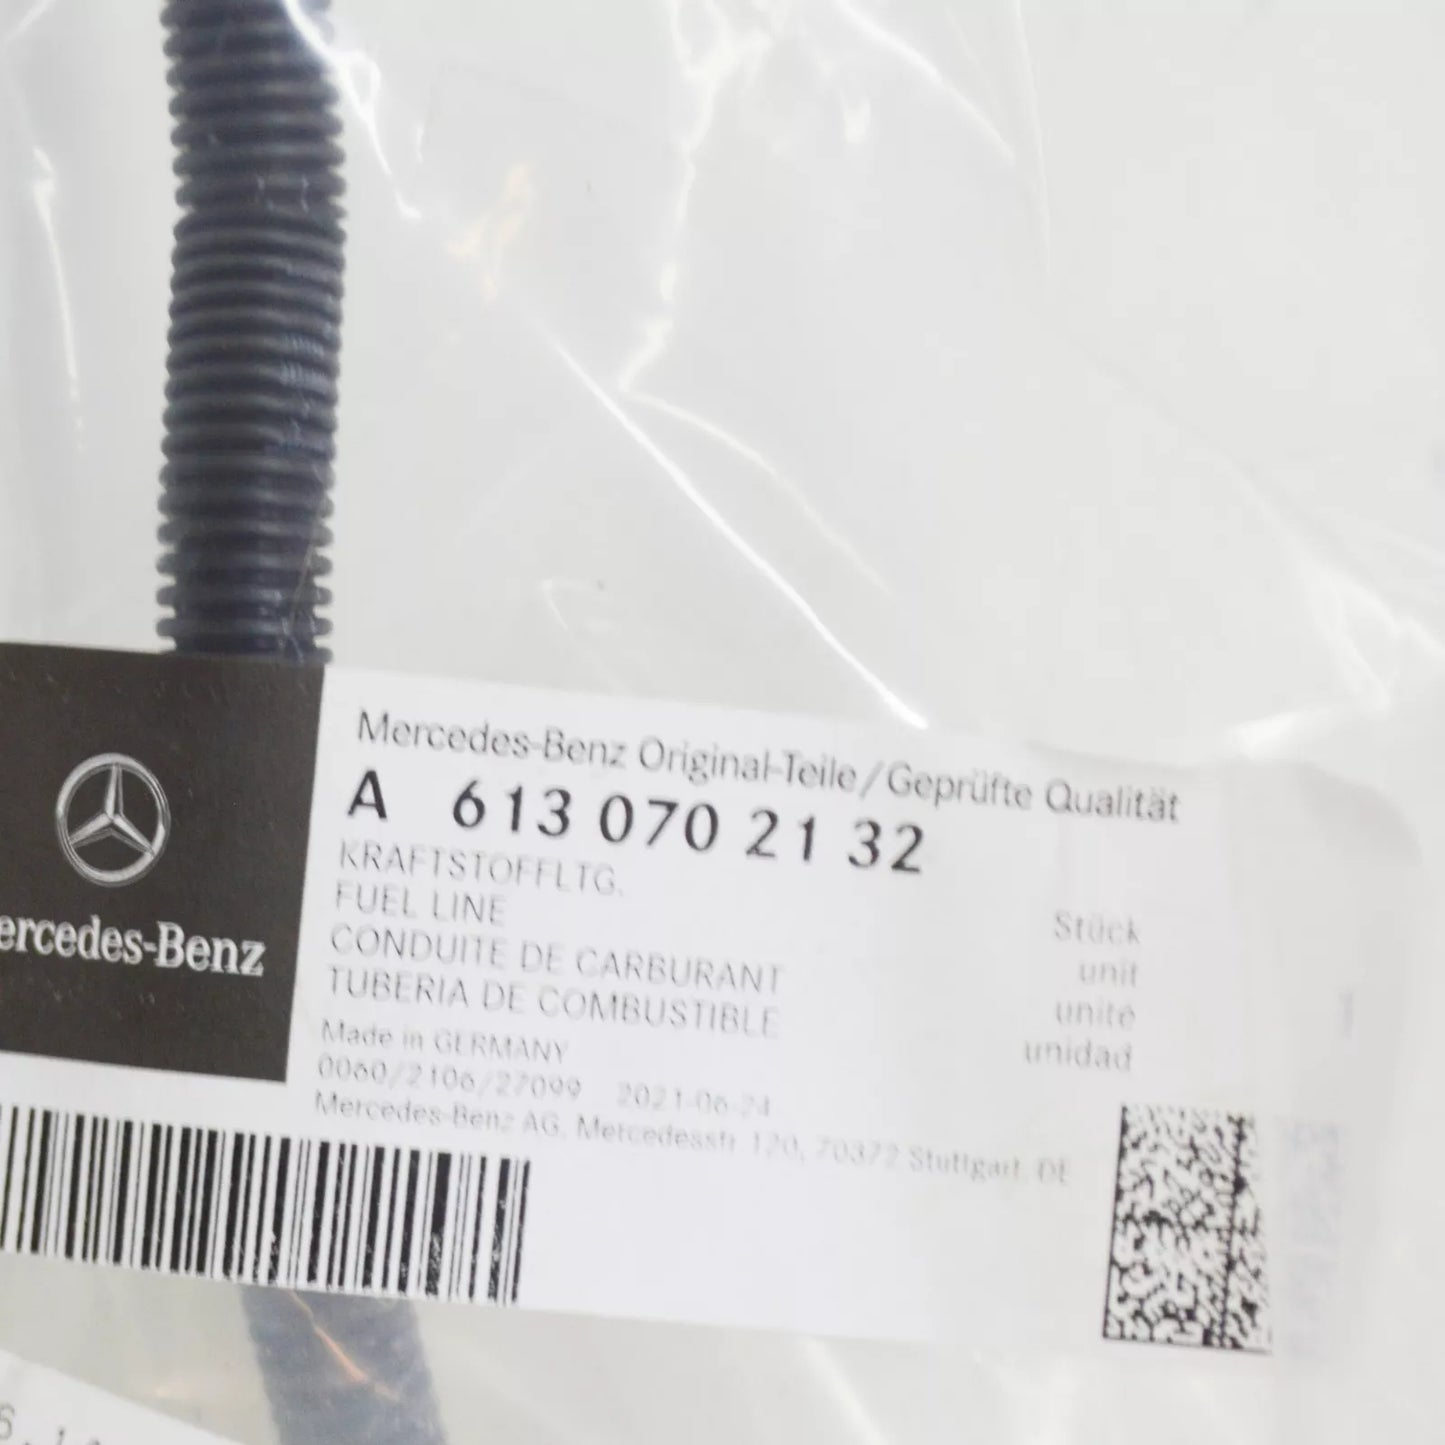 Mercedes-Benz Original-Teile/Geprüfte Qualität
A 613 070 21 32
KRAFTSTOFFLTG.
FUEL LINE
CONDUITE DE CARBURANT
TUBERIA DE COMBUSTIBLE
Stück
unit
unité
unidad
1
Made in GERMANY
0060/2106/27099 2021-06-24
Mercedes-Benz AG, Mercedesstr. 120, 70372 Stuttgart, DE
ercedes-Benz